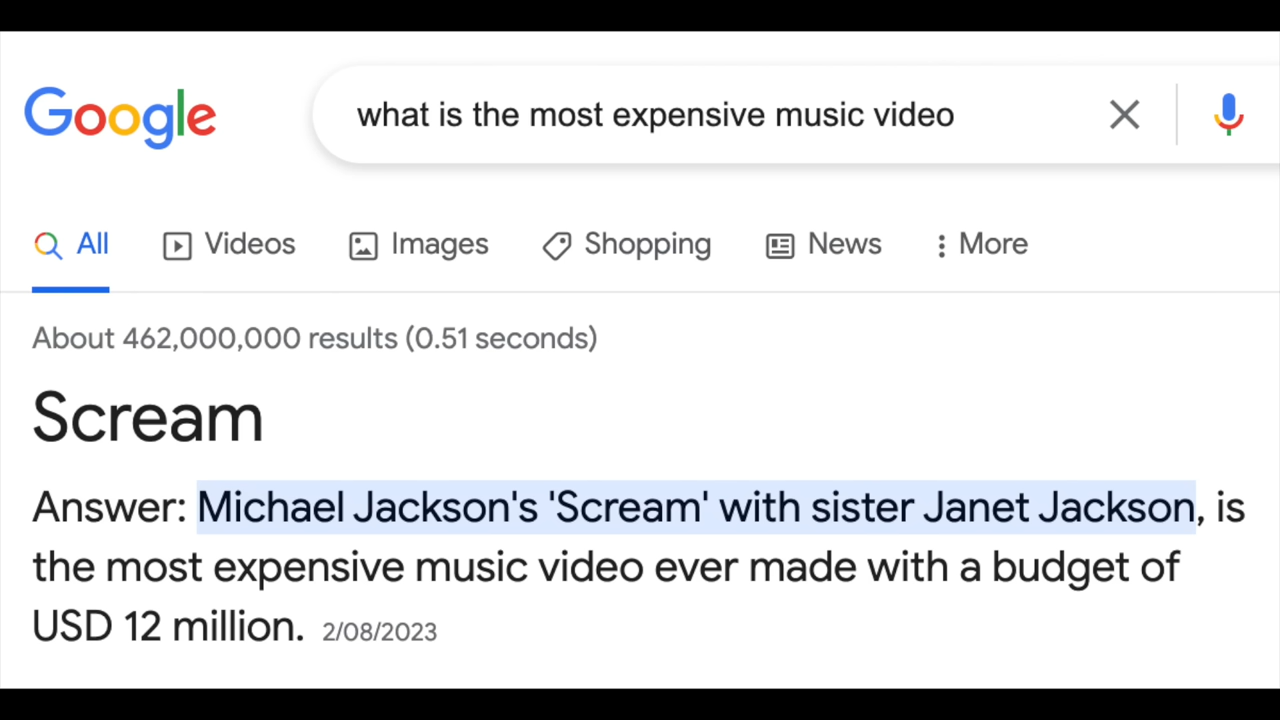 Google
what is the most expensive music video
All Videos Images Shopping News More
About 462,000,000 results (0.51 seconds)
Scream
Answer: Michael Jackson's 'Scream' with sister Janet Jackson, is
the most expensive music video ever made with a budget of
USD 12 million. 2/08/2023